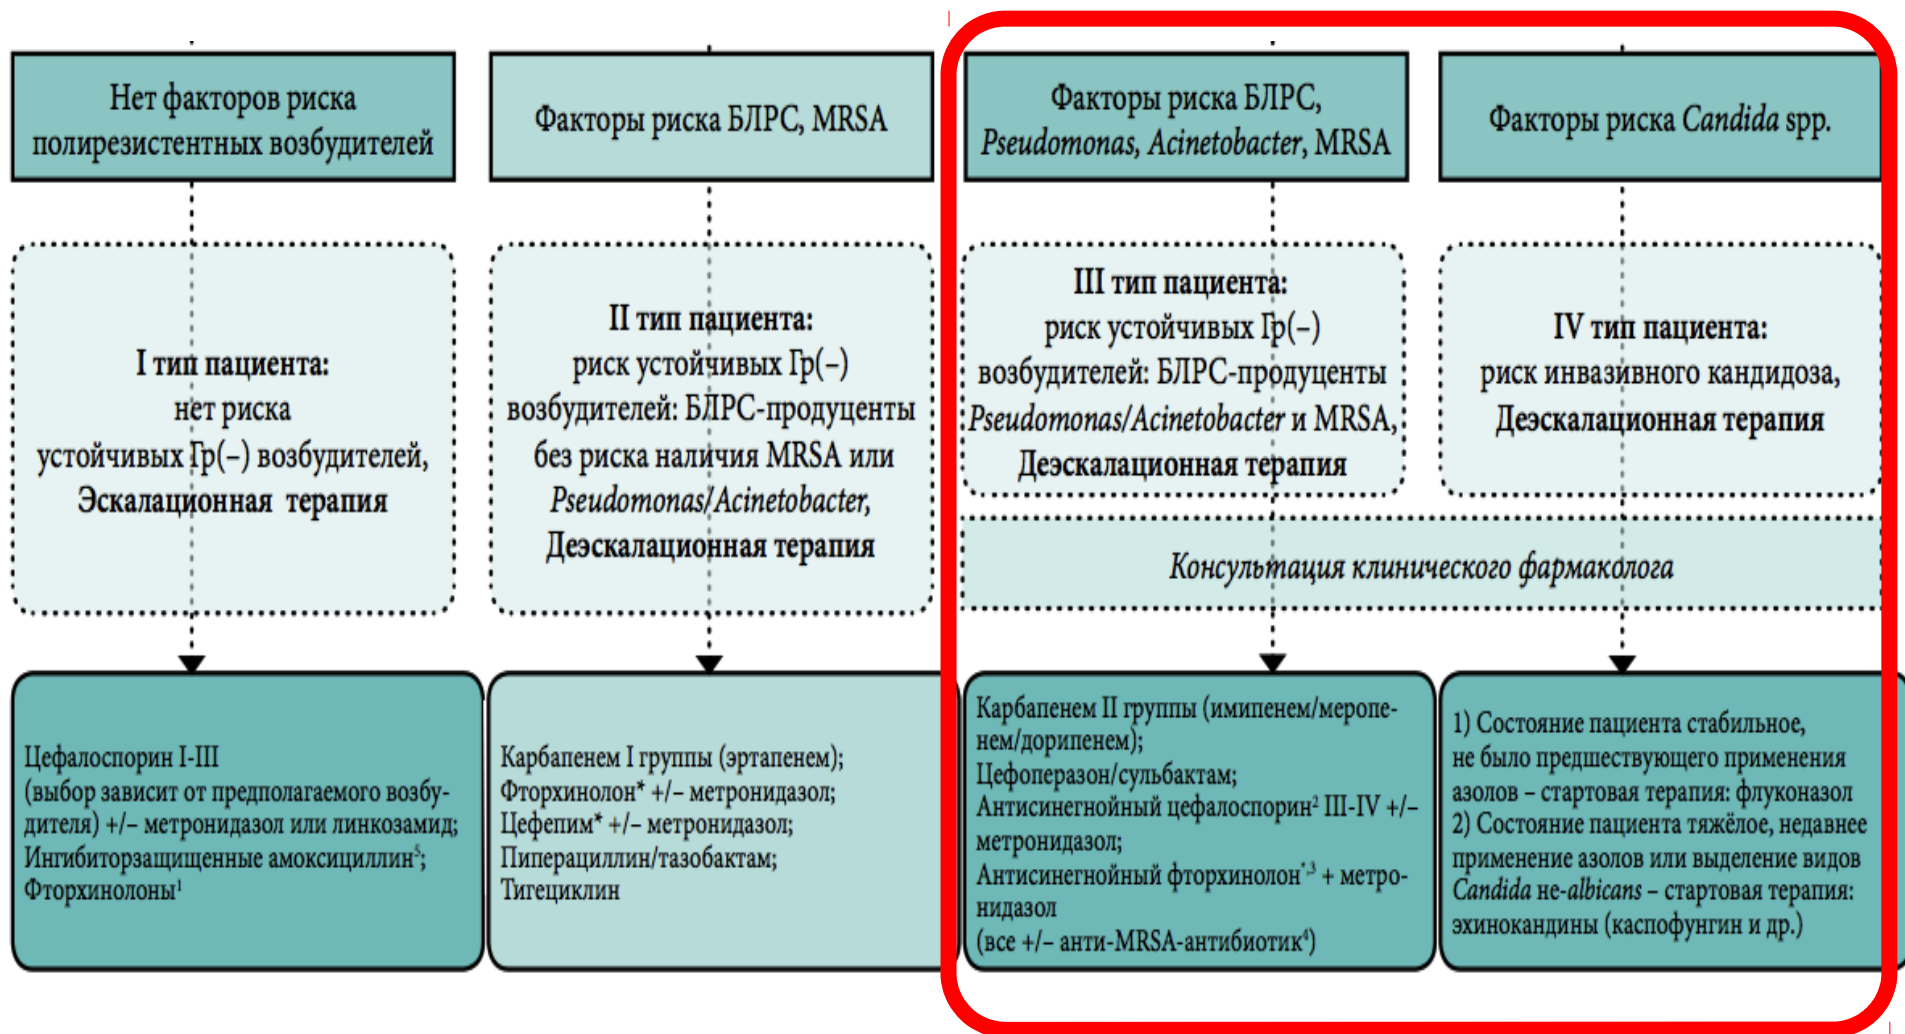 Нет факторов риска
полирезистентных возбудителей
I тип пациента:
нет риска
устойчивых Гр(–) возбудителей,
Эскалационная терапия
Цефалоспорин I-III
(выбор зависит от предполагаемого возбу-
дителя) +/– метронидазол или линкозамид;
Ингибиторзащищенные амоксициллин⁵;
Фторхинолоны¹
Факторы риска БЛРС, MRSA
II тип пациента:
риск устойчивых Гр(–)
возбудителей: БЛРС-продуценты
без риска наличия MRSA или
Pseudomonas/Acinetobacter,
Деэскалационная терапия
Карбапенем I группы (эртапенем);
Фторхинолон* +/– метронидазол;
Цефепим* +/– метронидазол;
Пиперациллин/тазобактам;
Тигециклин
Факторы риска БЛРС,
Pseudomonas, Acinetobacter, MRSA
III тип пациента:
риск устойчивых Гр(–)
возбудителей: БЛРС-продуценты
Pseudomonas/Acinetobacter и MRSA,
Деэскалационная терапия
Факторы риска Candida spp.
IV тип пациента:
риск инвазивного кандидоза,
Деэскалационная терапия
Консультация клинического фармаколога
Карбапенем II группы (имипенем/меропе-
нем/дорипенем);
Цефоперазон/сульбактам;
Антисинегнойный цефалоспорин² III-IV +/–
метронидазол;
Антисинегнойный фторхинолон*,³ + метро-
нидазол
(все +/– анти-MRSA-антибиотик⁴)
1) Состояние пациента стабильное,
не было предшествующего применения
азолов – стартовая терапия: флуконазол
2) Состояние пациента тяжёлое, недавнее
применение азолов или выделение видов
Candida не-albicans – стартовая терапия:
эхинокандины (каспофунгин и др.)